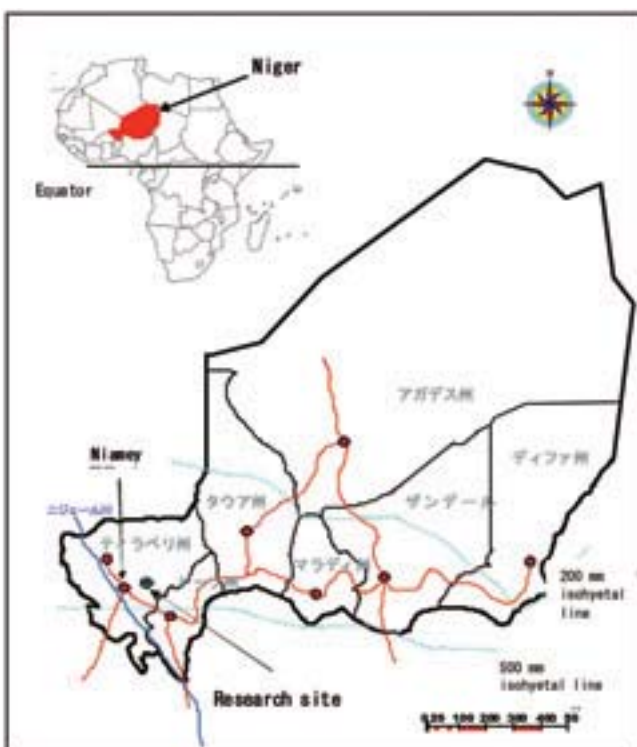 Niger
Equator
アガデス州
ディファ州
Niamey
ザンデール
タウア州
ニジェール川
ティラベリ州
マラディ州
200 mm
isohyetal
line
500 mm
isohyetal line
Research site